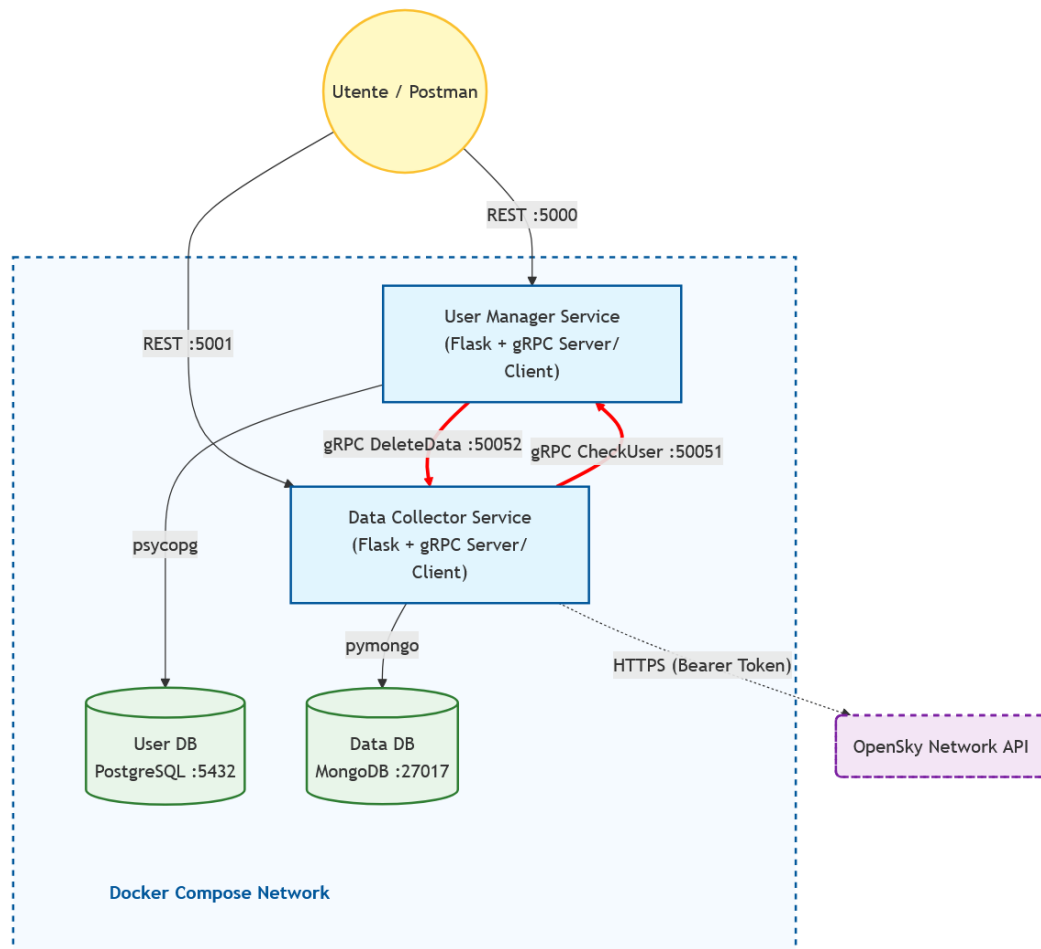 Utente / Postman
REST :5000
User Manager Service
(Flask + gRPC Server/
Client)
REST :5001
gRPC DeleteData :50052
gRPC CheckUser :50051
Data Collector Service
(Flask + gRPC Server/
Client)
psycopg
pymongo
HTTPS (Bearer Token)
User DB
PostgreSQL :5432
Data DB
MongoDB :27017
OpenSky Network API
Docker Compose Network